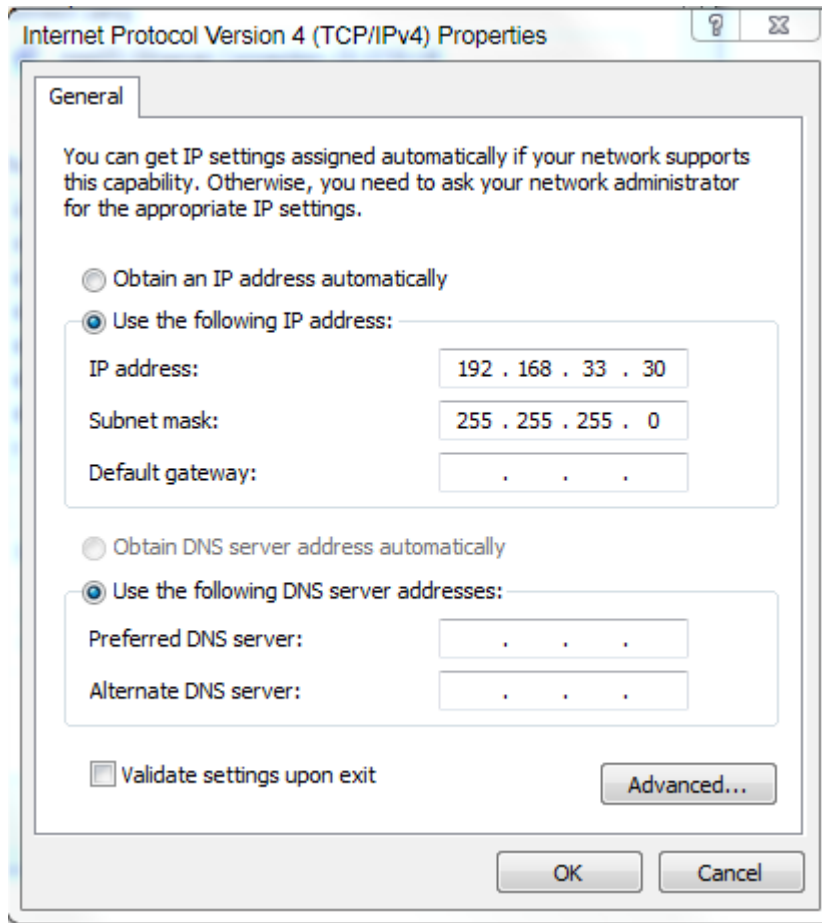 Internet Protocol Version 4 (TCP/IPv4) Properties
General
You can get IP settings assigned automatically if your network supports
this capability. Otherwise, you need to ask your network administrator
for the appropriate IP settings.
Obtain an IP address automatically
Use the following IP address:
IP address: 192 . 168 . 33 . 30
Subnet mask: 255 . 255 . 255 . 0
Default gateway: . . .
Obtain DNS server address automatically
Use the following DNS server addresses:
Preferred DNS server: . . .
Alternate DNS server: . . .
Validate settings upon exit
Advanced...
OK Cancel